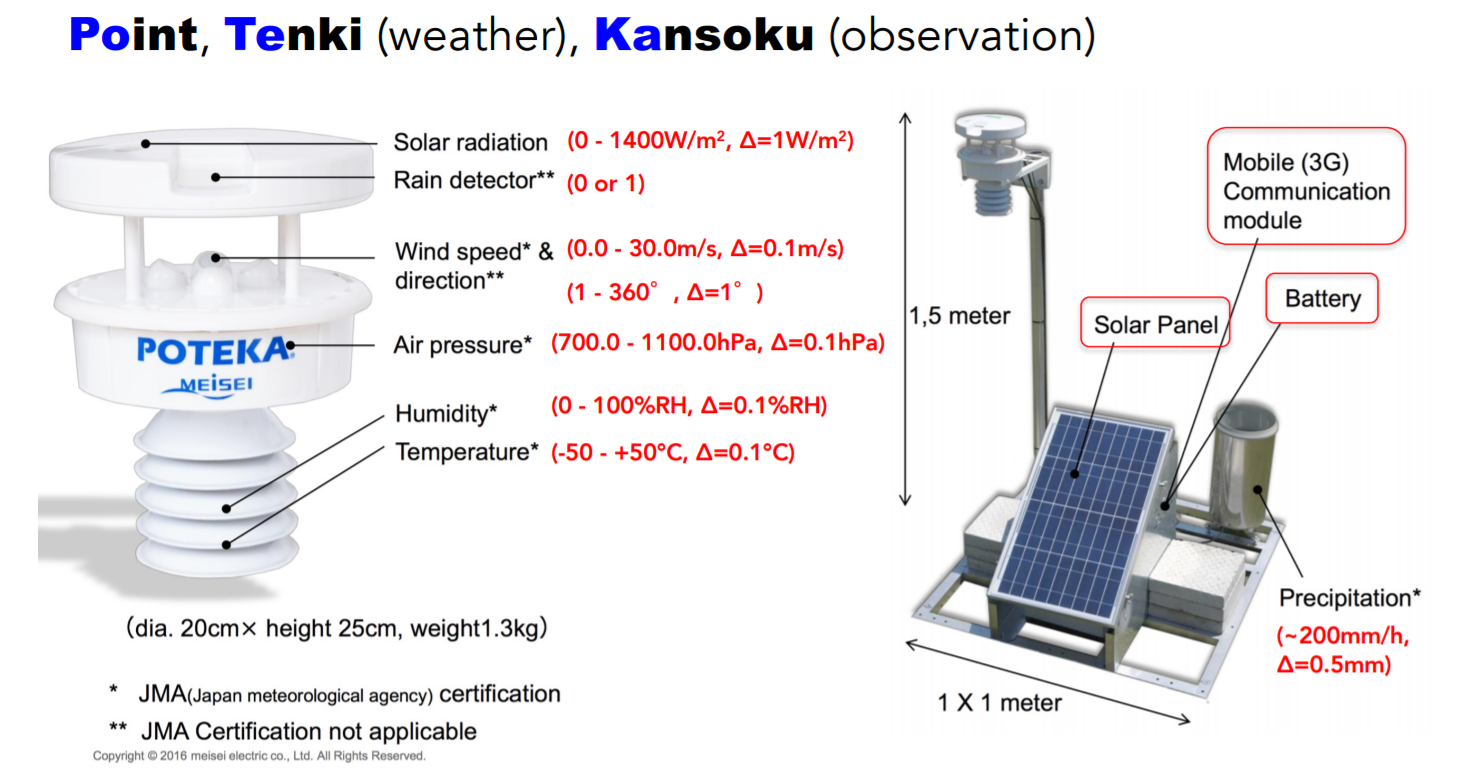 Point, Tenki (weather), Kansoku (observation)
Solar radiation (0 - 1400W/m², Δ=1W/m²)
Rain detector** (0 or 1)
Wind speed* & (0.0 - 30.0m/s, Δ=0.1m/s)
direction** (1 - 360° , Δ=1° )
POTEKA
MEiSEI
Air pressure* (700.0 - 1100.0hPa, Δ=0.1hPa)
Humidity* (0 - 100%RH, Δ=0.1%RH)
Temperature* (-50 - +50°C, Δ=0.1°C)
(dia. 20cm× height 25cm, weight1.3kg)
* JMA(Japan meteorological agency) certification
** JMA Certification not applicable
Copyright © 2016 meisei electric co., Ltd. All Rights Reserved.
1,5 meter
Mobile (3G)
Communication
module
Battery
Solar Panel
Precipitation*
(~200mm/h,
Δ=0.5mm)
1 X 1 meter